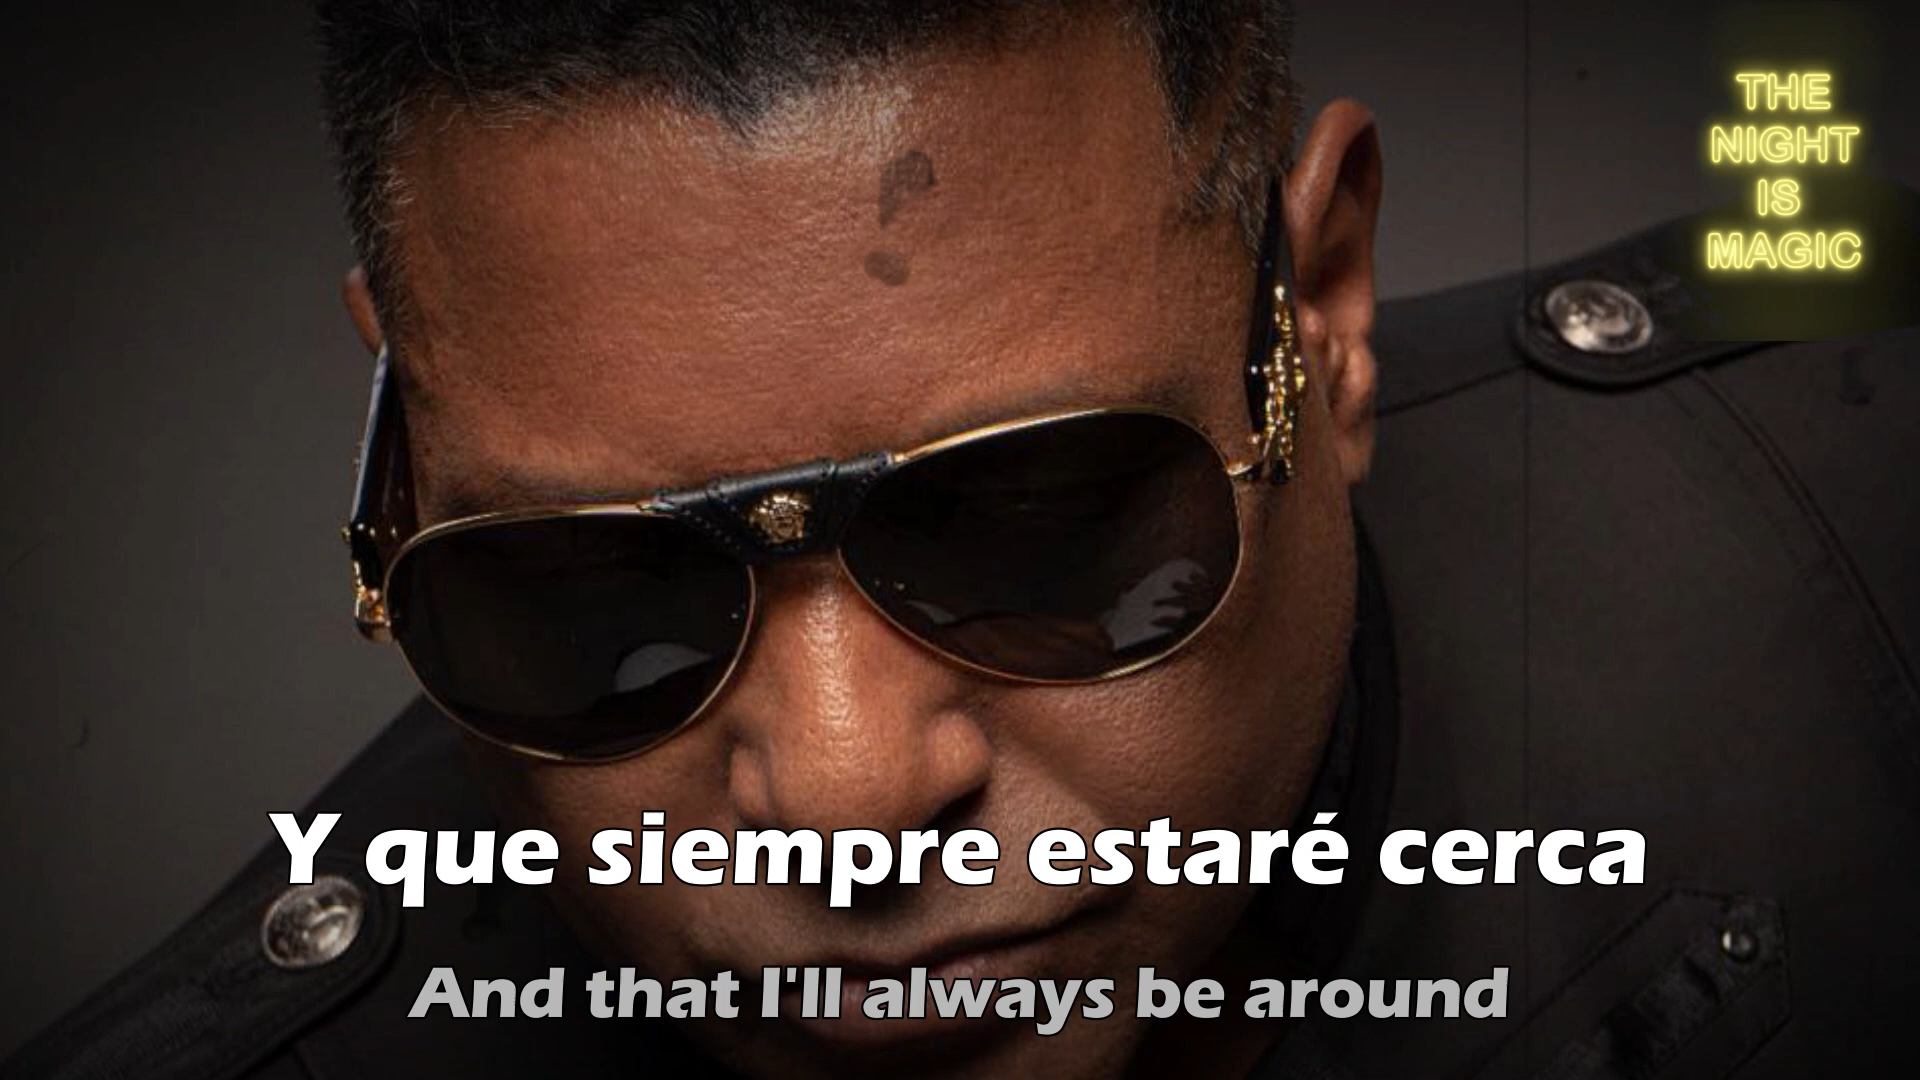 THE
NIGHT
IS
MAGIC
Y que siempre estaré cerca
And that I'll always be around